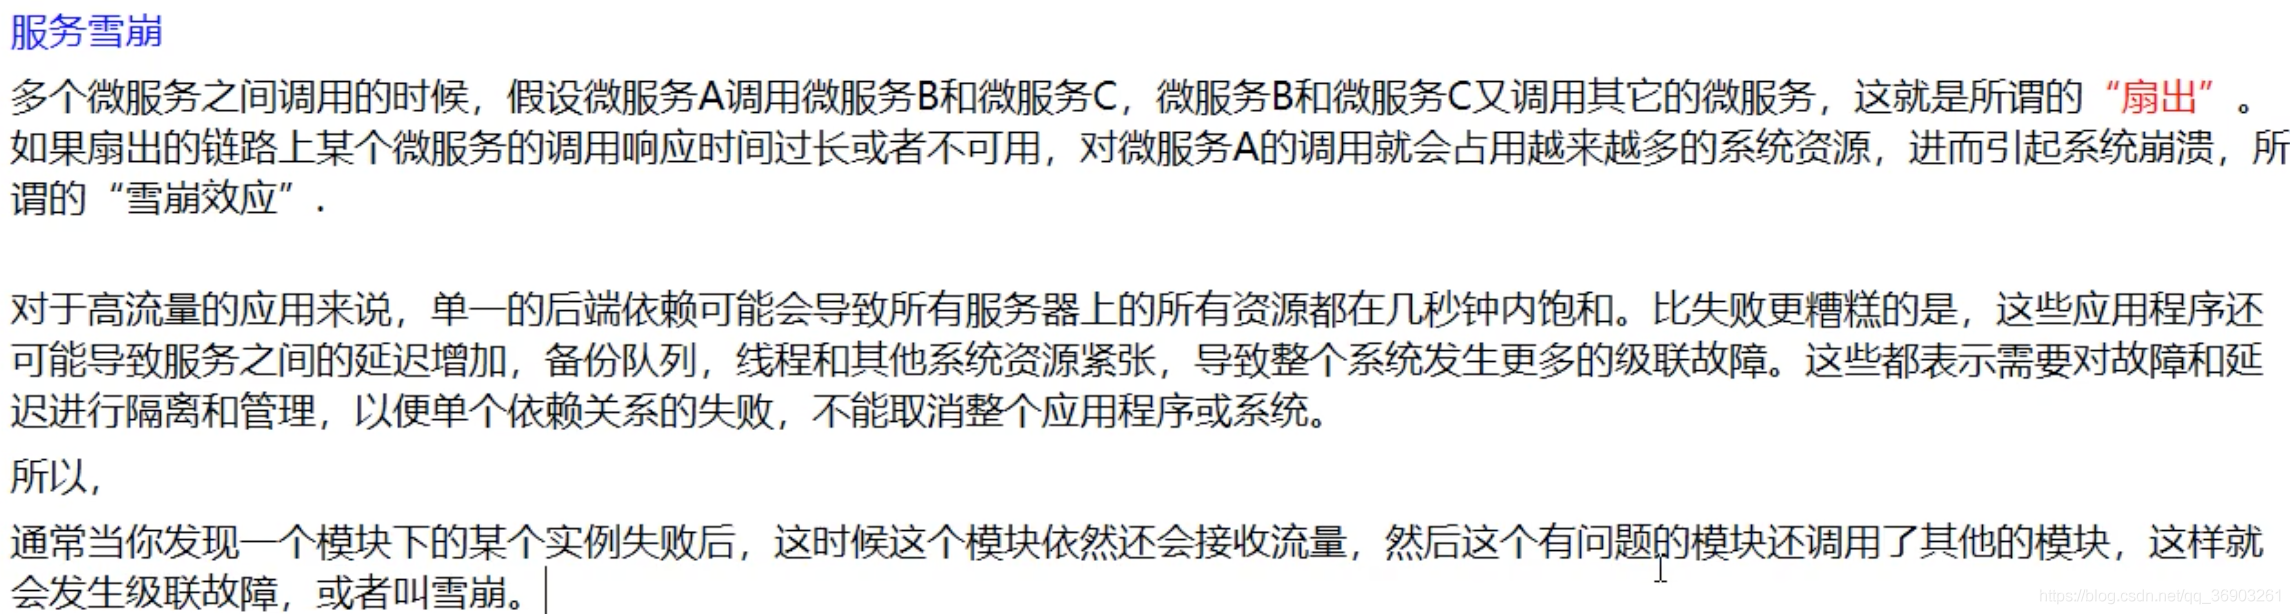 服务雪崩
多个微服务之间调用的时候，假设微服务A调用微服务B和微服务C，微服务B和微服务C又调用其它的微服务，这就是所谓的“扇出”。
如果扇出的链路上某个微服务的调用响应时间过长或者不可用，对微服务A的调用就会占用越来越多的系统资源，进而引起系统崩溃，所
谓的“雪崩效应”.
对于高流量的应用来说，单一的后端依赖可能会导致所有服务器上的所有资源都在几秒钟内饱和。比失败更糟糕的是，这些应用程序还
可能导致服务之间的延迟增加，备份队列，线程和其他系统资源紧张，导致整个系统发生更多的级联故障。这些都表示需要对故障和延
迟进行隔离和管理，以便单个依赖关系的失败，不能取消整个应用程序或系统。
所以，
通常当你发现一个模块下的某个实例失败后，这时候这个模块依然还会接收流量，然后这个有问题的模块还调用了其他的模块，这样就
会发生级联故障，或者叫雪崩。
https://blog.csdn.net/qq_36903261